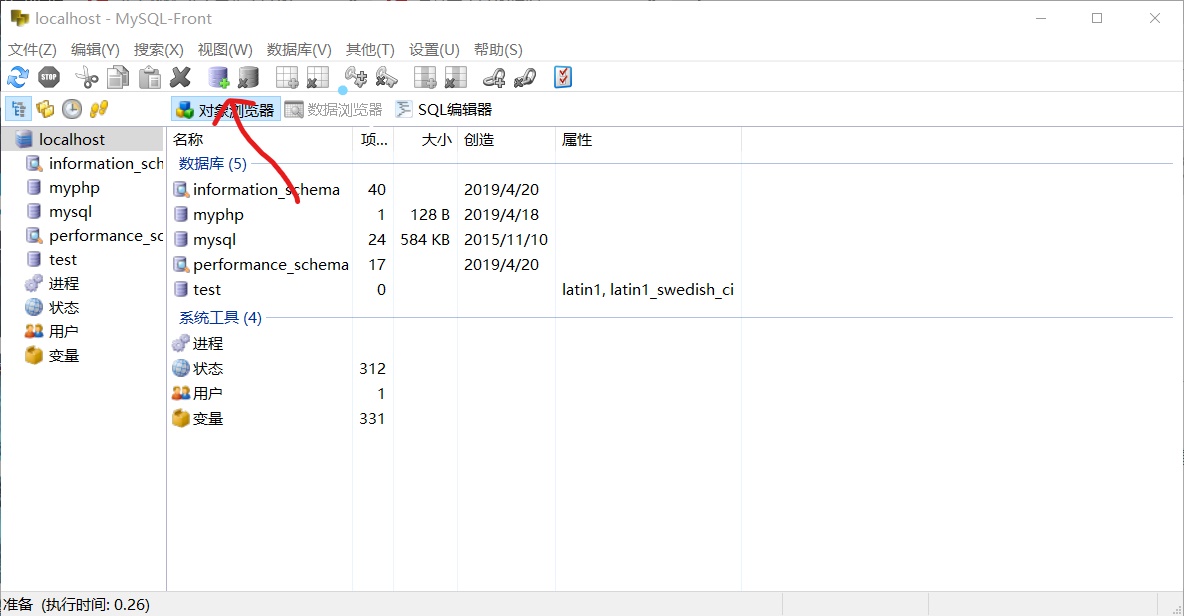 localhost - MySQL-Front
文件(Z) 编辑(Y) 搜索(X) 视图(W) 数据库(V) 其他(T) 设置(U) 帮助(S)
STOP
对象浏览器 数据浏览器 SQL编辑器
localhost
information_sch
myphp
mysql
performance_sc
test
进程
状态
用户
变量
名称 项... 大小 创造 属性
数据库 (5)
information_schema 40 2019/4/20
myphp 1 128 B 2019/4/18
mysql 24 584 KB 2015/11/10
performance_schema 17 2019/4/20
test 0 latin1, latin1_swedish_ci
系统工具 (4)
进程
状态 312
用户 1
变量 331
准备 (执行时间: 0.26)